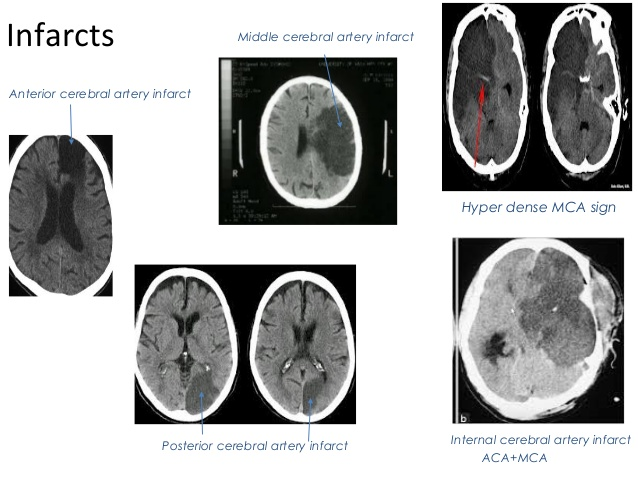 Infarcts
Middle cerebral artery infarct
Anterior cerebral artery infarct
R
L
Hyper dense MCA sign
Posterior cerebral artery infarct
b
Internal cerebral artery infarct
ACA+MCA